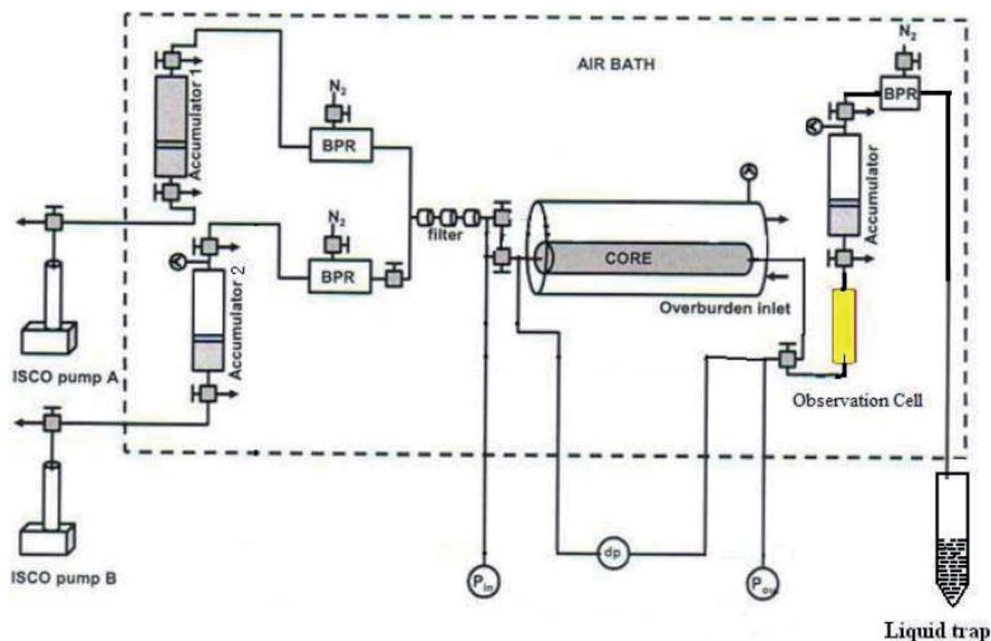 AIR BATH
N2
BPR
Accumulator 1
N2
BPR
N2
BPR
Accumulator 2
Accumulator
filter
CORE
Overburden inlet
ISCO pump A
Observation Cell
ISCO pump B
dp
Pin
Pout
Liquid trap